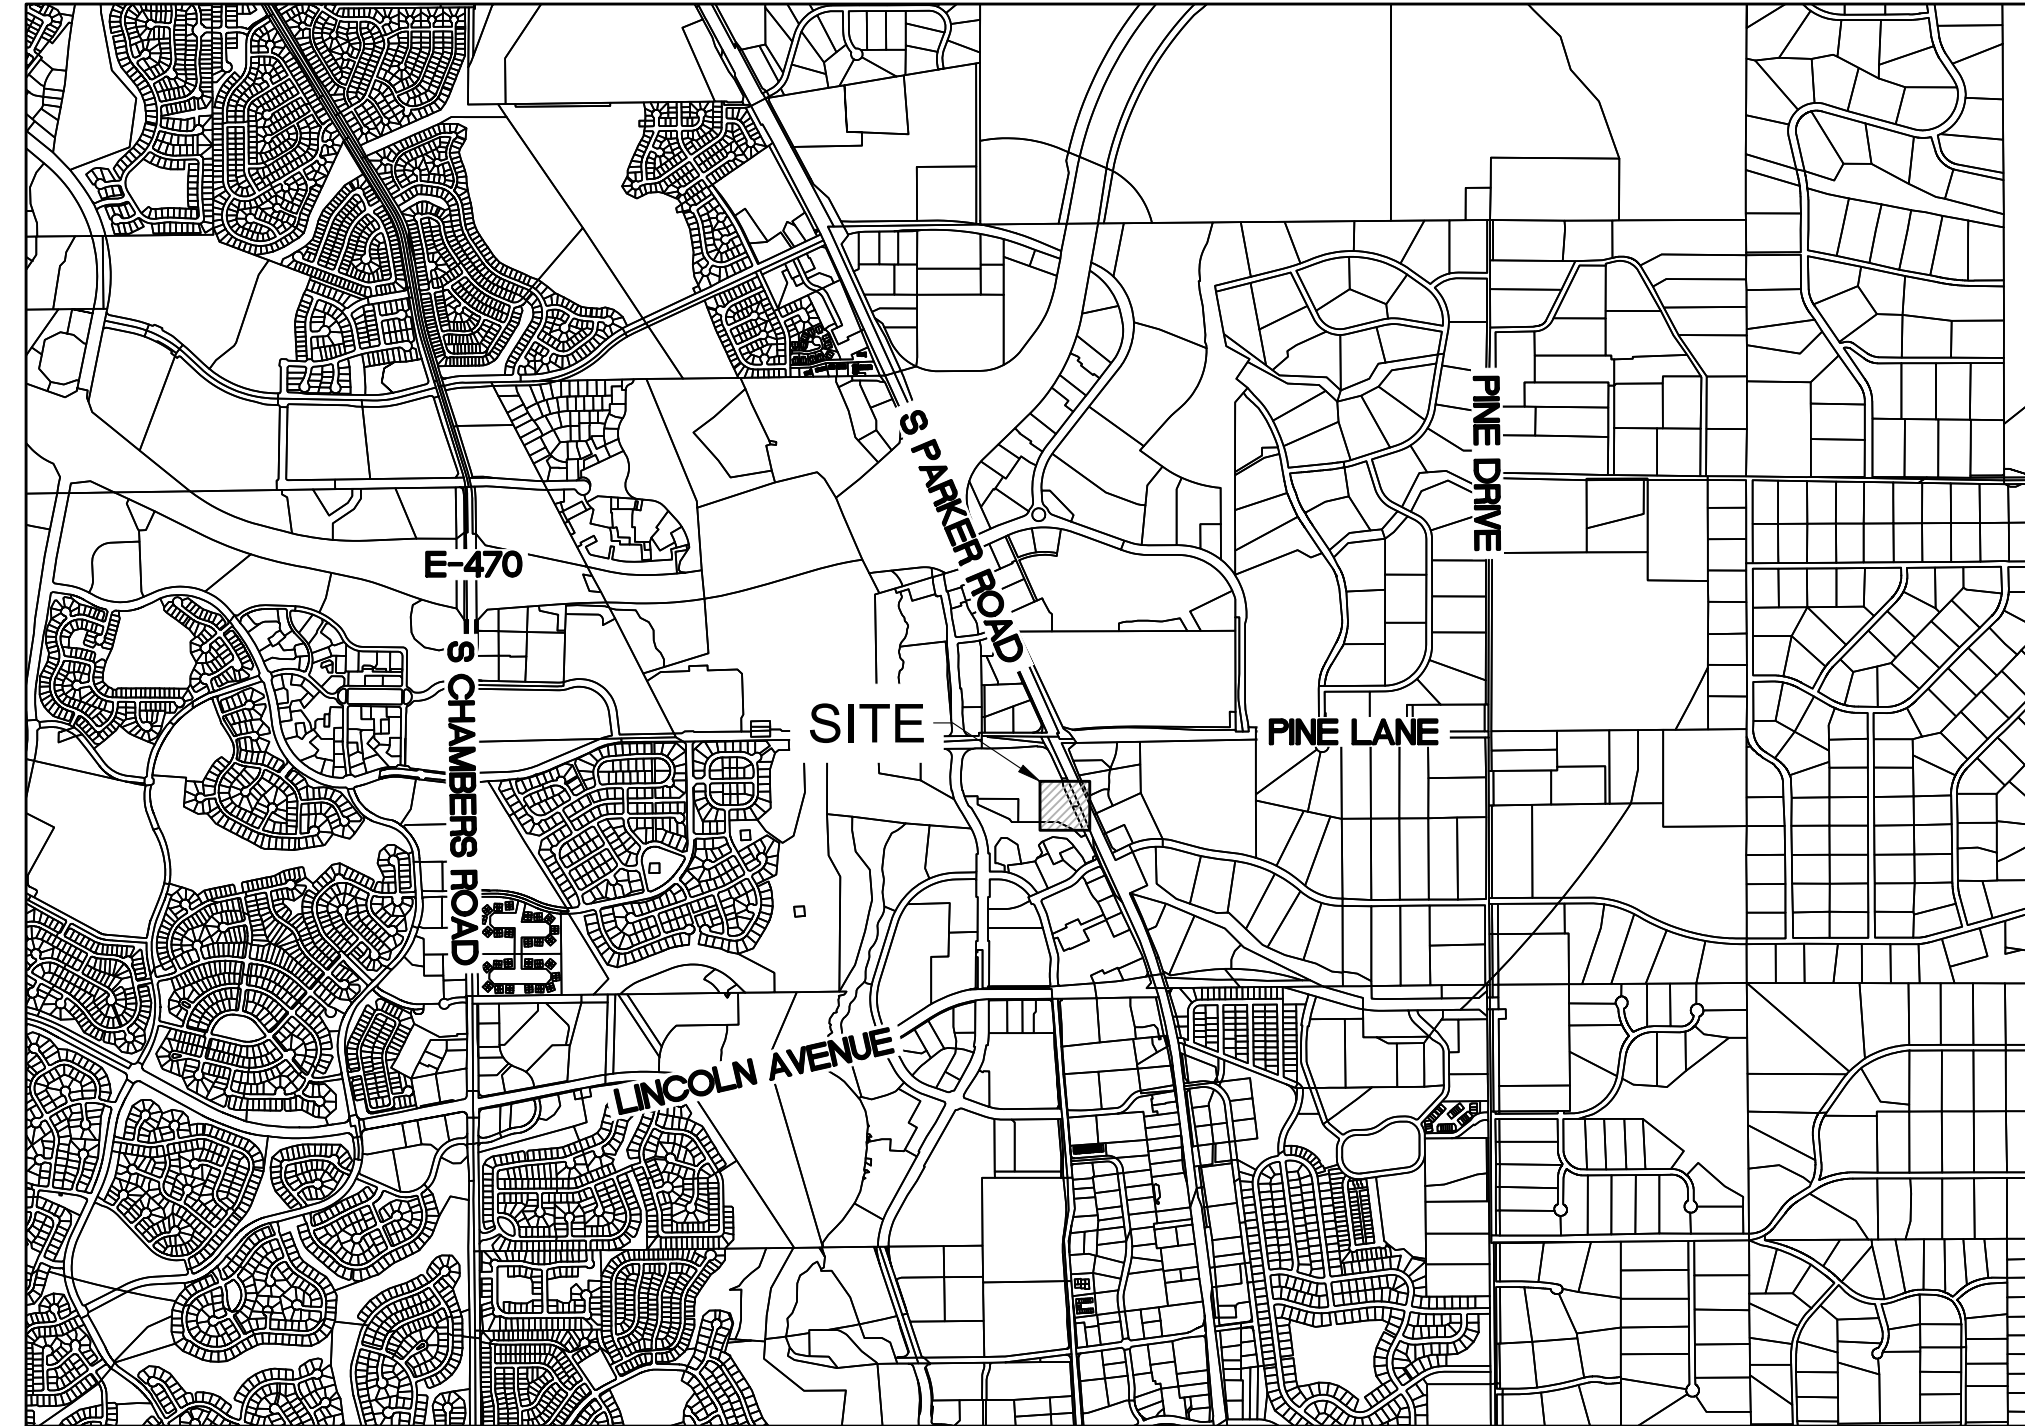 S PARKER ROAD
PINE DRIVE
E-470
S CHAMBERS ROAD
SITE
PINE LANE
LINCOLN AVENUE